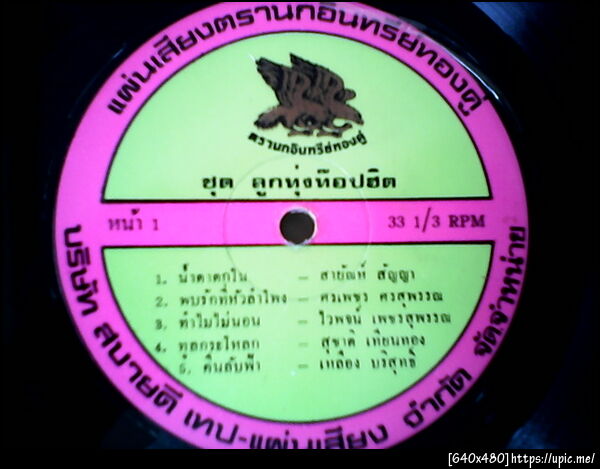 แผ่นเสียงตรานกอินทรีย์ทองคู่
ตรานกอินทรีย์ทองคู่
ชุด ลูกทุ่งท๊อปฮิต
หน้า 1 33 1/3 RPM
1. น้ำตาตกใน – สายัณห์ สัญญา
2. พบรักที่หัวลำโพง – ศรเพชร ศรสุพรรณ
3. ทำไมไม่นอน – ไวพจน์ เพชรสุพรรณ
4. ทูลกระโหลก – สุชาติ เทียนทอง
5. คืนลับฟ้า – เหลือง บริสุทธิ์
บริษัท สบายดี เทป-แผ่นเสียง จำกัด จัดจำหน่าย
[640x480]https://upic.me/